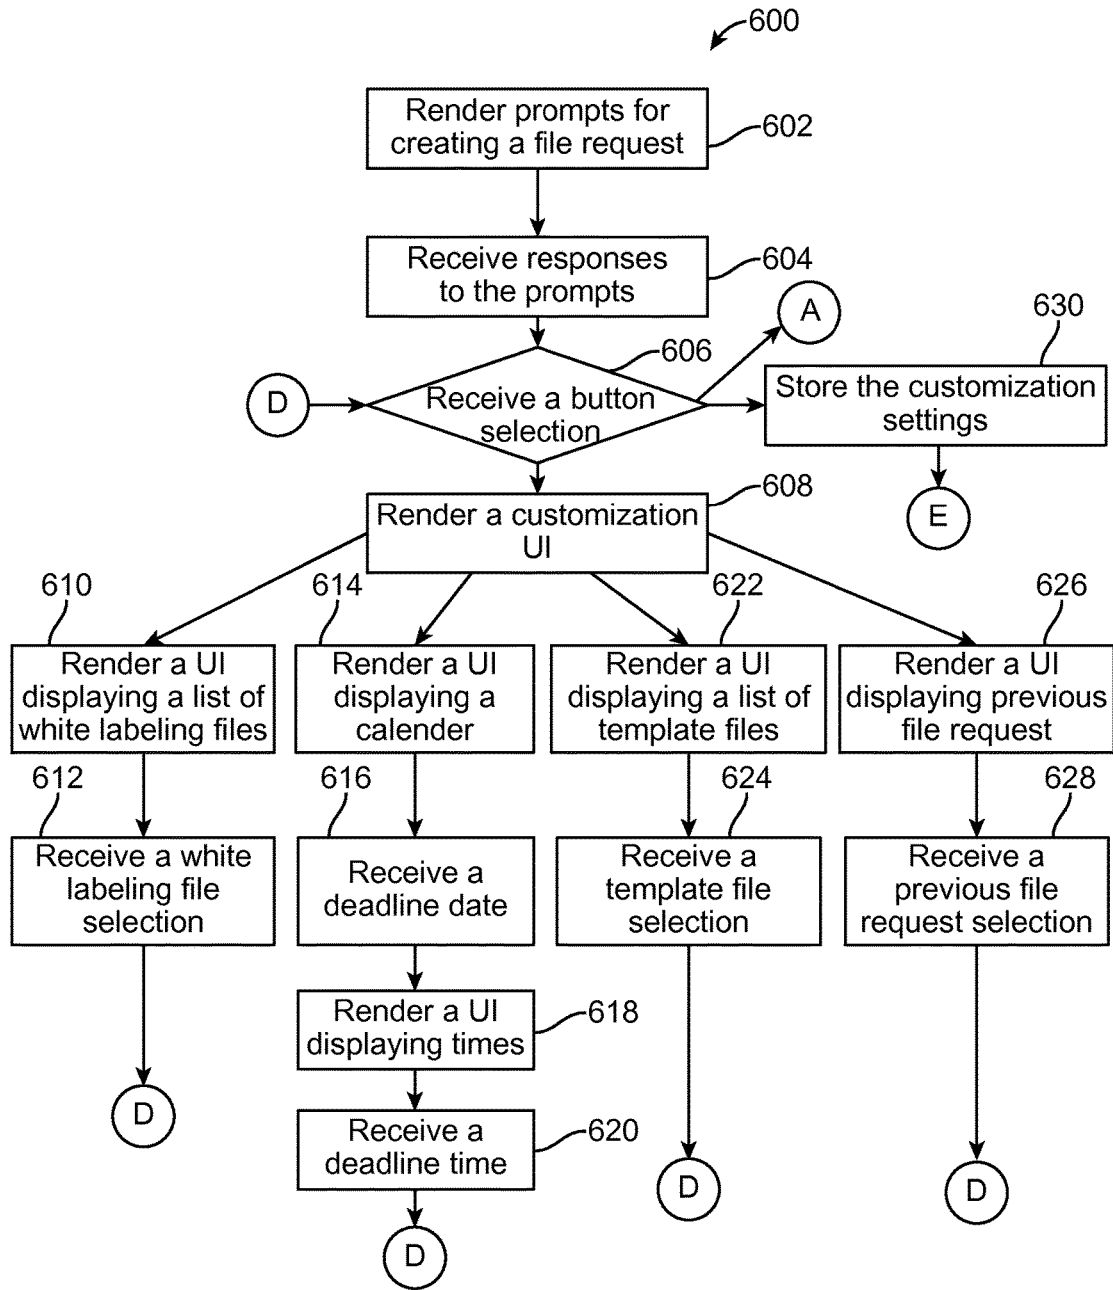 600
Render prompts for
creating a file request
602
Receive responses
to the prompts
604
A
630
606
D
Receive a button
selection
Store the customization
settings
E
608
Render a customization
UI
610
614
622
626
Render a UI
displaying a list of
white labeling files
Render a UI
displaying a
calender
Render a UI
displaying a list of
template files
Render a UI
displaying previous
file request
612
616
624
628
Receive a white
labeling file
selection
Receive a
deadline date
Receive a
template file
selection
Receive a
previous file
request selection
Render a UI
displaying times
618
D
Receive a
deadline time
620
D
D
D